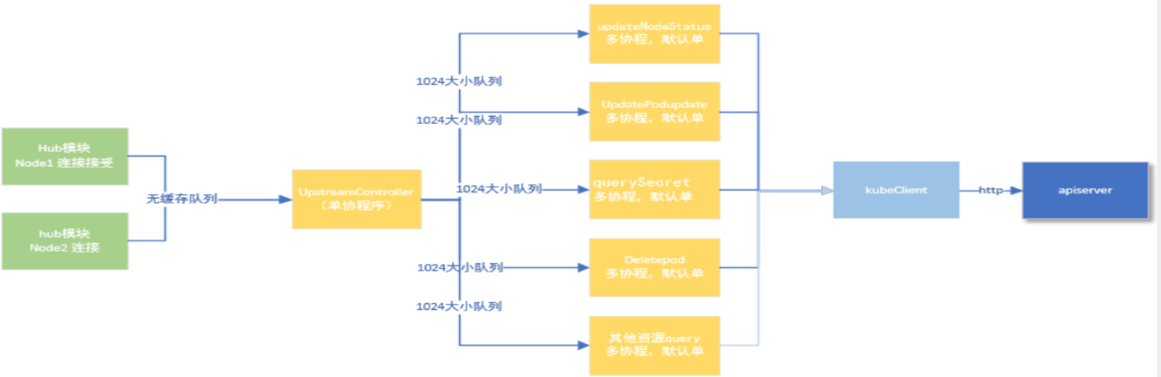 Hub模块
Node1 连接接受
hub模块
Node2 连接
无缓存队列
UpstreamController
（单协程序）
1024大小队列
1024大小队列
1024大小队列
1024大小队列
1024大小队列
updateNodeStatus
多协程，默认单
UpdatePodupdate
多协程，默认单
querySecret
多协程。默认单
Deletepod
多协程，默认单
其他资源query
多协程，默认单
kubeClient
http
apiserver